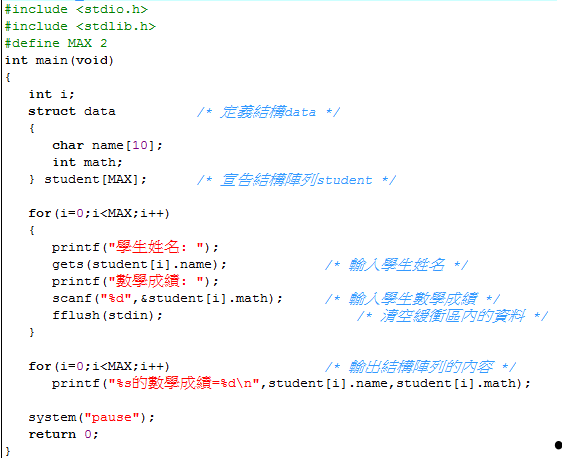 #include <stdio.h>
#include <stdlib.h>
#define MAX 2
int main(void)
{
int i;
struct data /* 定義結構data */
{
char name[10];
int math;
} student[MAX]; /* 宣告結構陣列student */
for(i=0;i<MAX;i++)
{
printf("學生姓名: ");
gets(student[i].name); /* 輸入學生姓名 */
printf("數學成績: ");
scanf("%d",&student[i].math); /* 輸入學生數學成績 */
fflush(stdin); /* 清空緩衝區內的資料 */
}
for(i=0;i<MAX;i++) /* 輸出結構陣列的內容 */
printf("%s的數學成績=%d\n",student[i].name,student[i].math);
system("pause");
return 0;
}